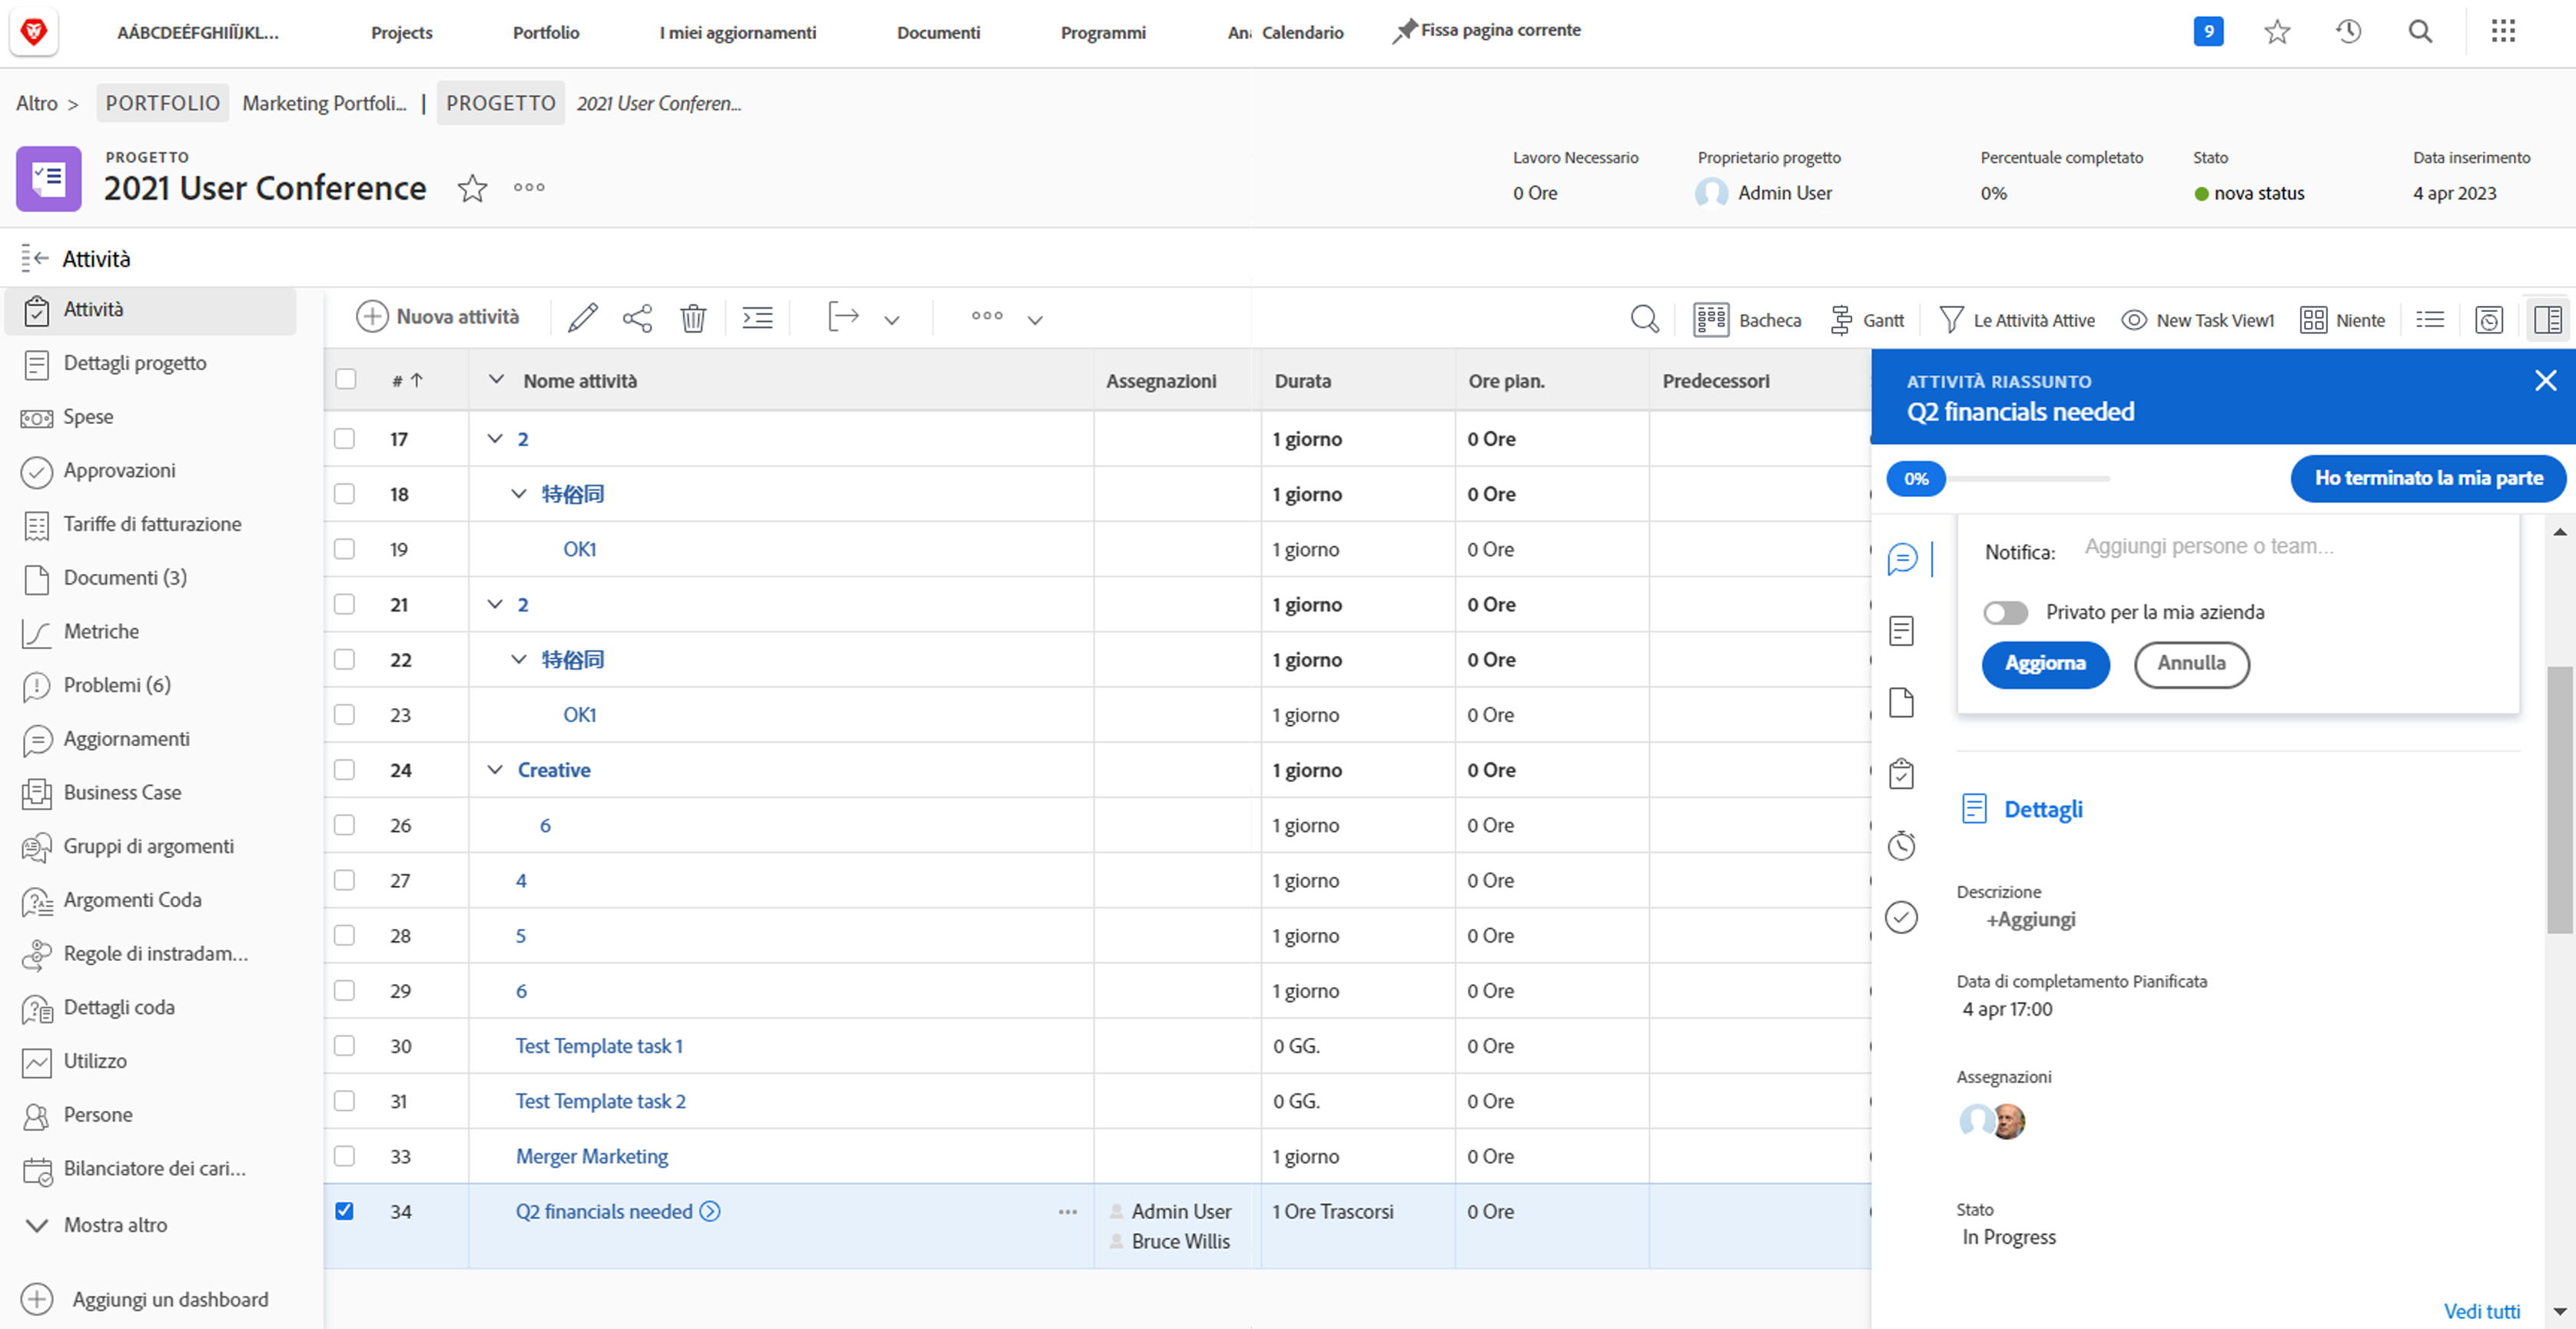 AÁBCDEÉFGHIÍÏJKL... Projects Portfolio I miei aggiornamenti Documenti Programmi Calendario Fissa pagina corrente 9
Altro > PORTFOLIO Marketing Portfoli... | PROGETTO 2021 User Conferen...
PROGETTO
2021 User Conference
Lavoro Necessario Proprietario progetto Percentuale completato Stato Data inserimento
0 Ore Admin User 0% nova status 4 apr 2023
Attività
Attività
Dettagli progetto
Spese
Approvazioni
Tariffe di fatturazione
Documenti (3)
Metriche
Problemi (6)
Aggiornamenti
Business Case
Gruppi di argomenti
Argomenti Coda
Regole di instradam...
Dettagli coda
Utilizzo
Persone
Bilanciatore dei cari...
Mostra altro
Aggiungi un dashboard
Nuova attività Bacheca Gantt Le Attività Attive New Task View1 Niente
# Nome attività Assegnazioni Durata Ore pian. Predecessori
17 2 1 giorno 0 Ore
18 特俗同 1 giorno 0 Ore
19 OK1 1 giorno 0 Ore
21 2 1 giorno 0 Ore
22 特俗同 1 giorno 0 Ore
23 OK1 1 giorno 0 Ore
24 Creative 1 giorno 0 Ore
26 6 1 giorno 0 Ore
27 4 1 giorno 0 Ore
28 5 1 giorno 0 Ore
29 6 1 giorno 0 Ore
30 Test Template task 1 0 GG. 0 Ore
31 Test Template task 2 0 GG. 0 Ore
33 Merger Marketing 1 giorno 0 Ore
34 Q2 financials needed Admin User 1 Ore Trascorsi 0 Ore
Bruce Willis
ATTIVITÀ RIASSUNTO
Q2 financials needed
0% Ho terminato la mia parte
Notifica: Aggiungi persone o team...
Privato per la mia azienda
Aggiorna Annulla
Dettagli
Descrizione
+Aggiungi
Data di completamento Pianificata
4 apr 17:00
Assegnazioni
Stato
In Progress
Vedi tutti